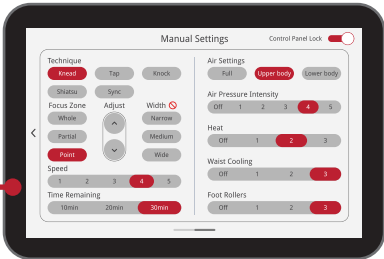 Manual Settings
Control Panel Lock
Technique
Knead Tap Knock
Shiatsu Sync
Focus Zone Adjust Width
Whole Narrow
Partial Medium
Point Wide
Speed
1 2 3 4 5
Time Remaining
10min 20min 30min
Air Settings
Full Upper body Lower body
Air Pressure Intensity
Off 1 2 3 4 5
Heat
Off 1 2 3
Waist Cooling
Off 1 2 3
Foot Rollers
Off 1 2 3